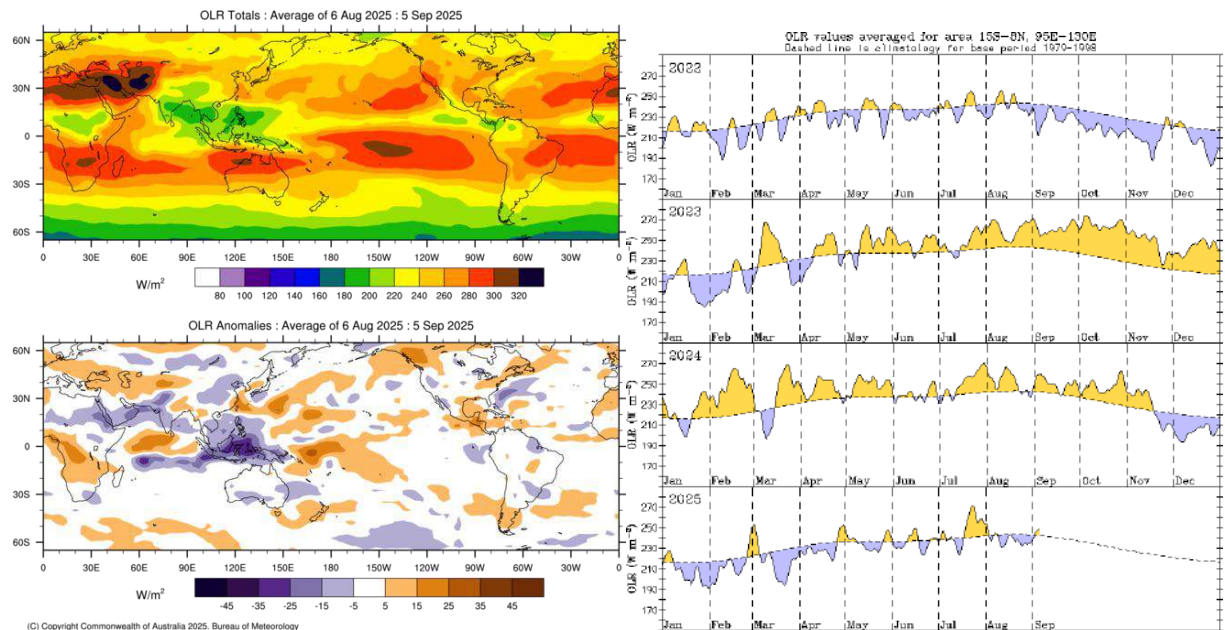 OLR Totals : Average of 6 Aug 2025 : 5 Sep 2025
60N
30N
0
30S
60S
0 30E 60E 90E 120E 150E 180 150W 120W 90W 60W 30W 0
W/m²
80 100 120 140 160 180 200 220 240 260 280 300 320
OLR Anomalies : Average of 6 Aug 2025 : 5 Sep 2025
60N
30N
0
30S
60S
0 30E 60E 90E 120E 150E 180 150W 120W 90W 60W 30W 0
W/m²
-45 -35 -25 -15 -5 5 15 25 35 45
(C) Copyright Commonwealth of Australia 2025. Bureau of Meteorology
OLR values averaged for area 15S-8N, 95E-130E
Dashed line is climatology for base period 1979-1998
2022
OLR (W m⁻²)
270
250
230
210
190
170
Jan Feb Mar Apr May Jun Jul Aug Sep Oct Nov Dec
2023
OLR (W m⁻²)
270
250
230
210
190
170
Jan Feb Mar Apr May Jun Jul Aug Sep Oct Nov Dec
2024
OLR (W m⁻²)
270
250
230
210
190
170
Jan Feb Mar Apr May Jun Jul Aug Sep Oct Nov Dec
2025
OLR (W m⁻²)
270
250
230
210
190
170
Jan Feb Mar Apr May Jun Jul Aug Sep